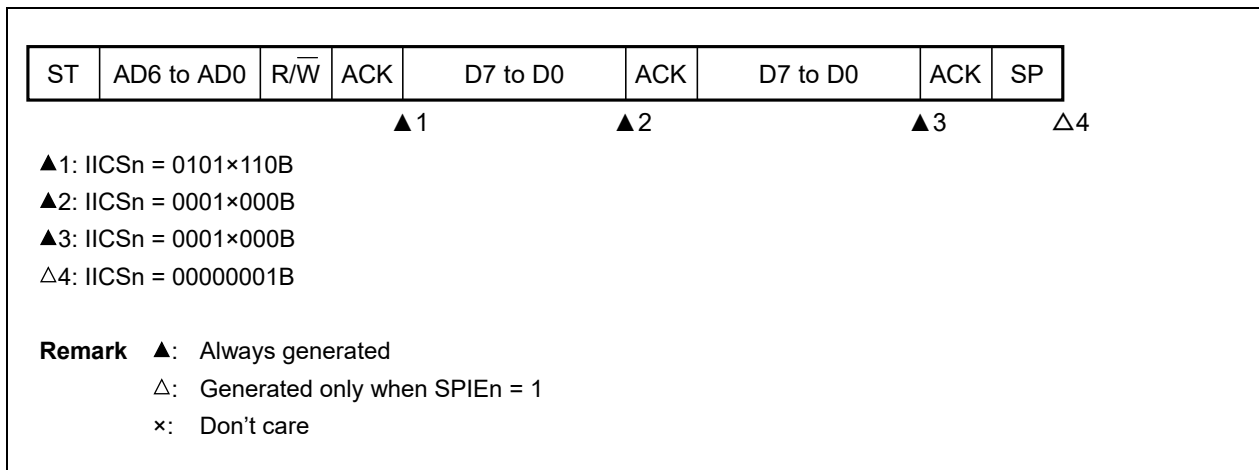 ST AD6 to AD0 R/W̅ ACK D7 to D0 ACK D7 to D0 ACK SP
▲1 ▲2 ▲3 △4
▲1: IICSn = 0101×110B
▲2: IICSn = 0001×000B
▲3: IICSn = 0001×000B
△4: IICSn = 00000001B
Remark ▲: Always generated
△: Generated only when SPIEn = 1
×: Don't care